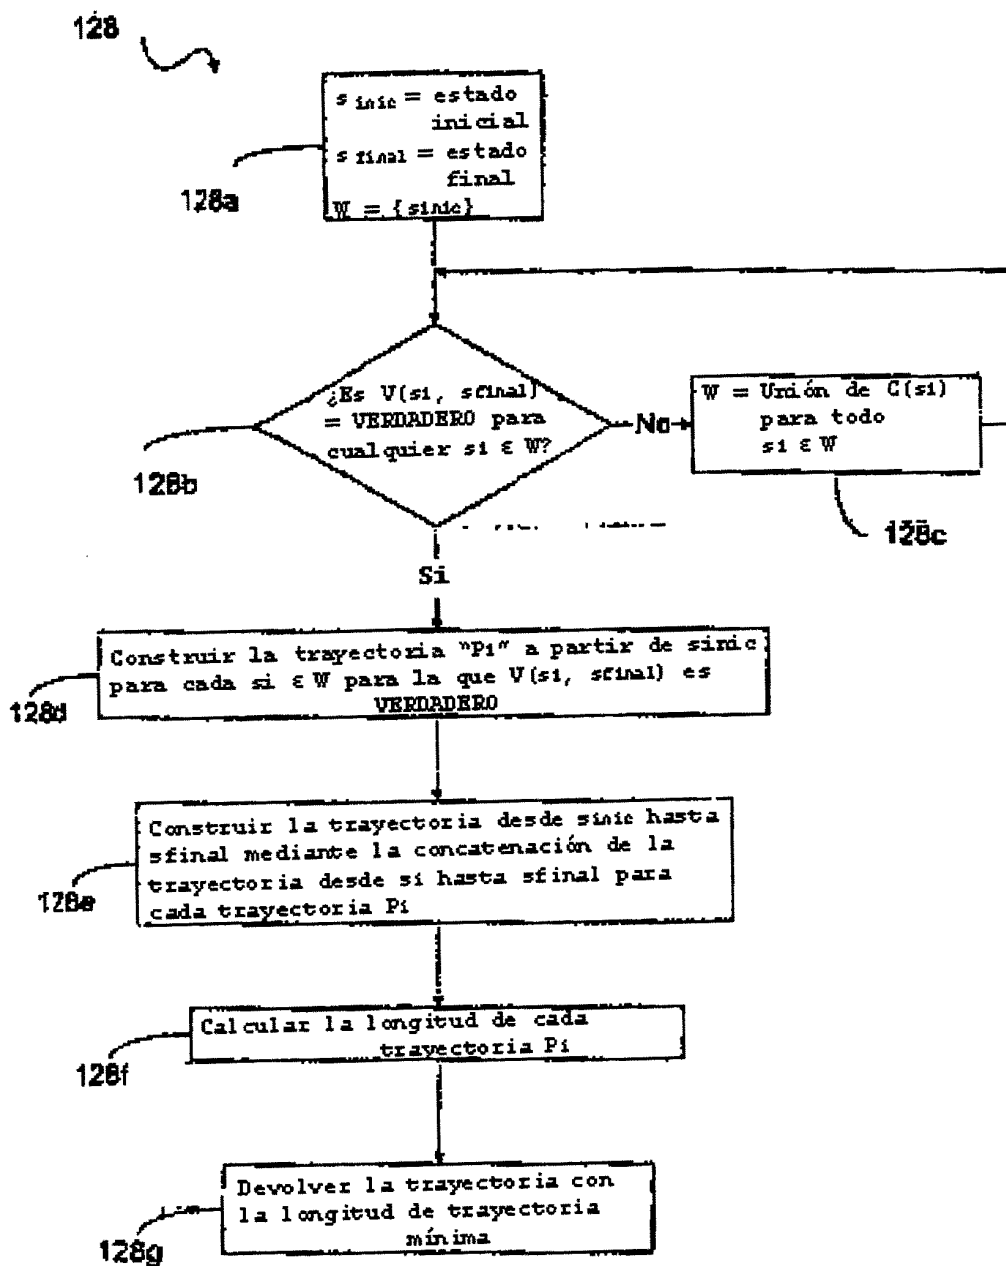 128
s inic = estado
inicial
s final = estado
final
W = {sinic}
128a
¿Es V(si, sfinal)
= VERDADERO para
cualquier si ε W?
128b
No
W = Unión de C(si)
para todo
si ε W
128c
Si
Construir la trayectoria "Pi" a partir de sinic
para cada si ε W para la que V(si, sfinal) es
VERDADERO
128d
Construir la trayectoria desde sinic hasta
sfinal mediante la concatenación de la
trayectoria desde si hasta sfinal para
cada trayectoria Pi
128e
Calcular la longitud de cada
trayectoria Pi
128f
Devolver la trayectoria con
la longitud de trayectoria
mínima
128g